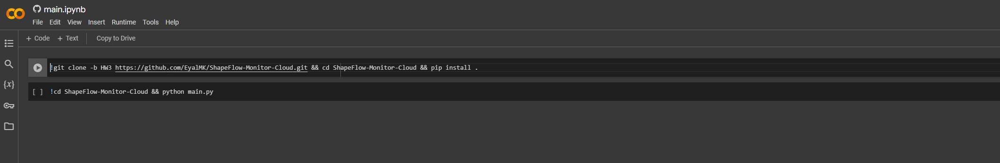 main.ipynb
File Edit View Insert Runtime Tools Help
+ Code + Text Copy to Drive
!git clone -b HW3 https://github.com/EyalMK/ShapeFlow-Monitor-Cloud.git && cd ShapeFlow-Monitor-Cloud && pip install .
{x}
[ ] !cd ShapeFlow-Monitor-Cloud && python main.py